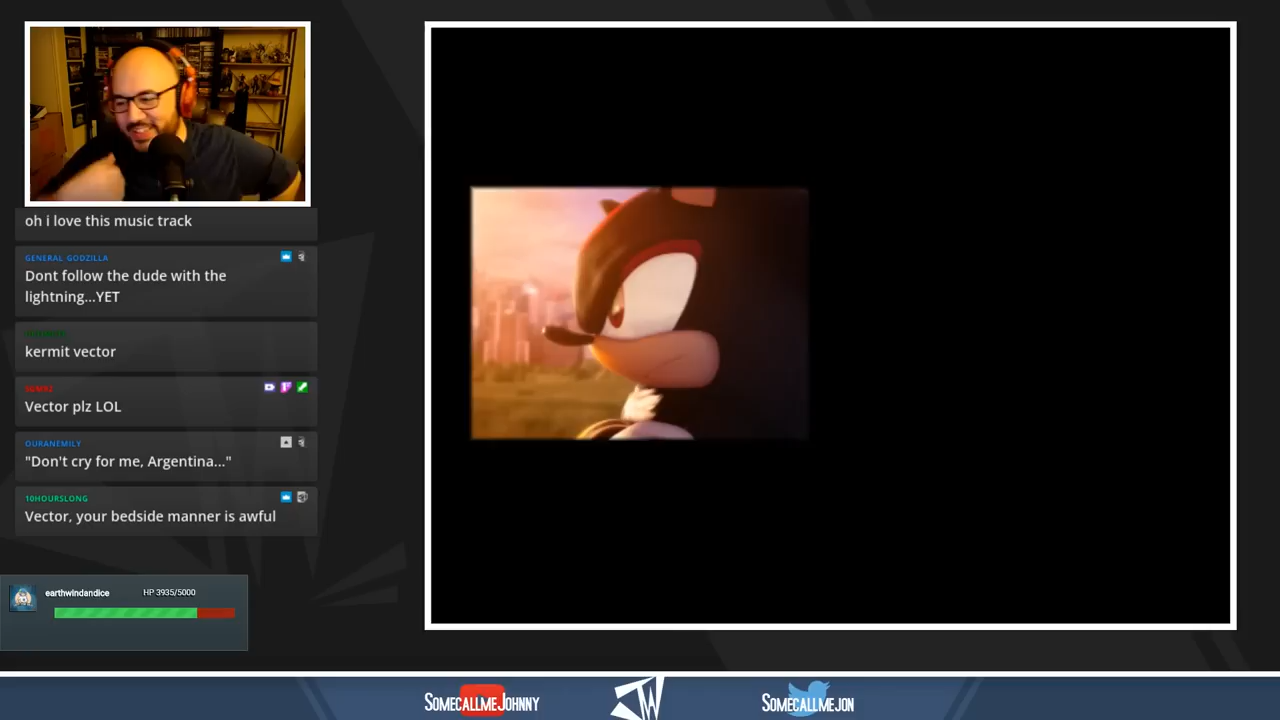 oh i love this music track
GENERAL GODZILLA
Dont follow the dude with the
lightning...YET
kermit vector
Vector plz LOL
OURANEMILY
"Don't cry for me, Argentina..."
10HOURSLONG
Vector, your bedside manner is awful
earthwindandice HP 3935/5000
SOMECALLMEJOHNNY
SOMECALLMEJON